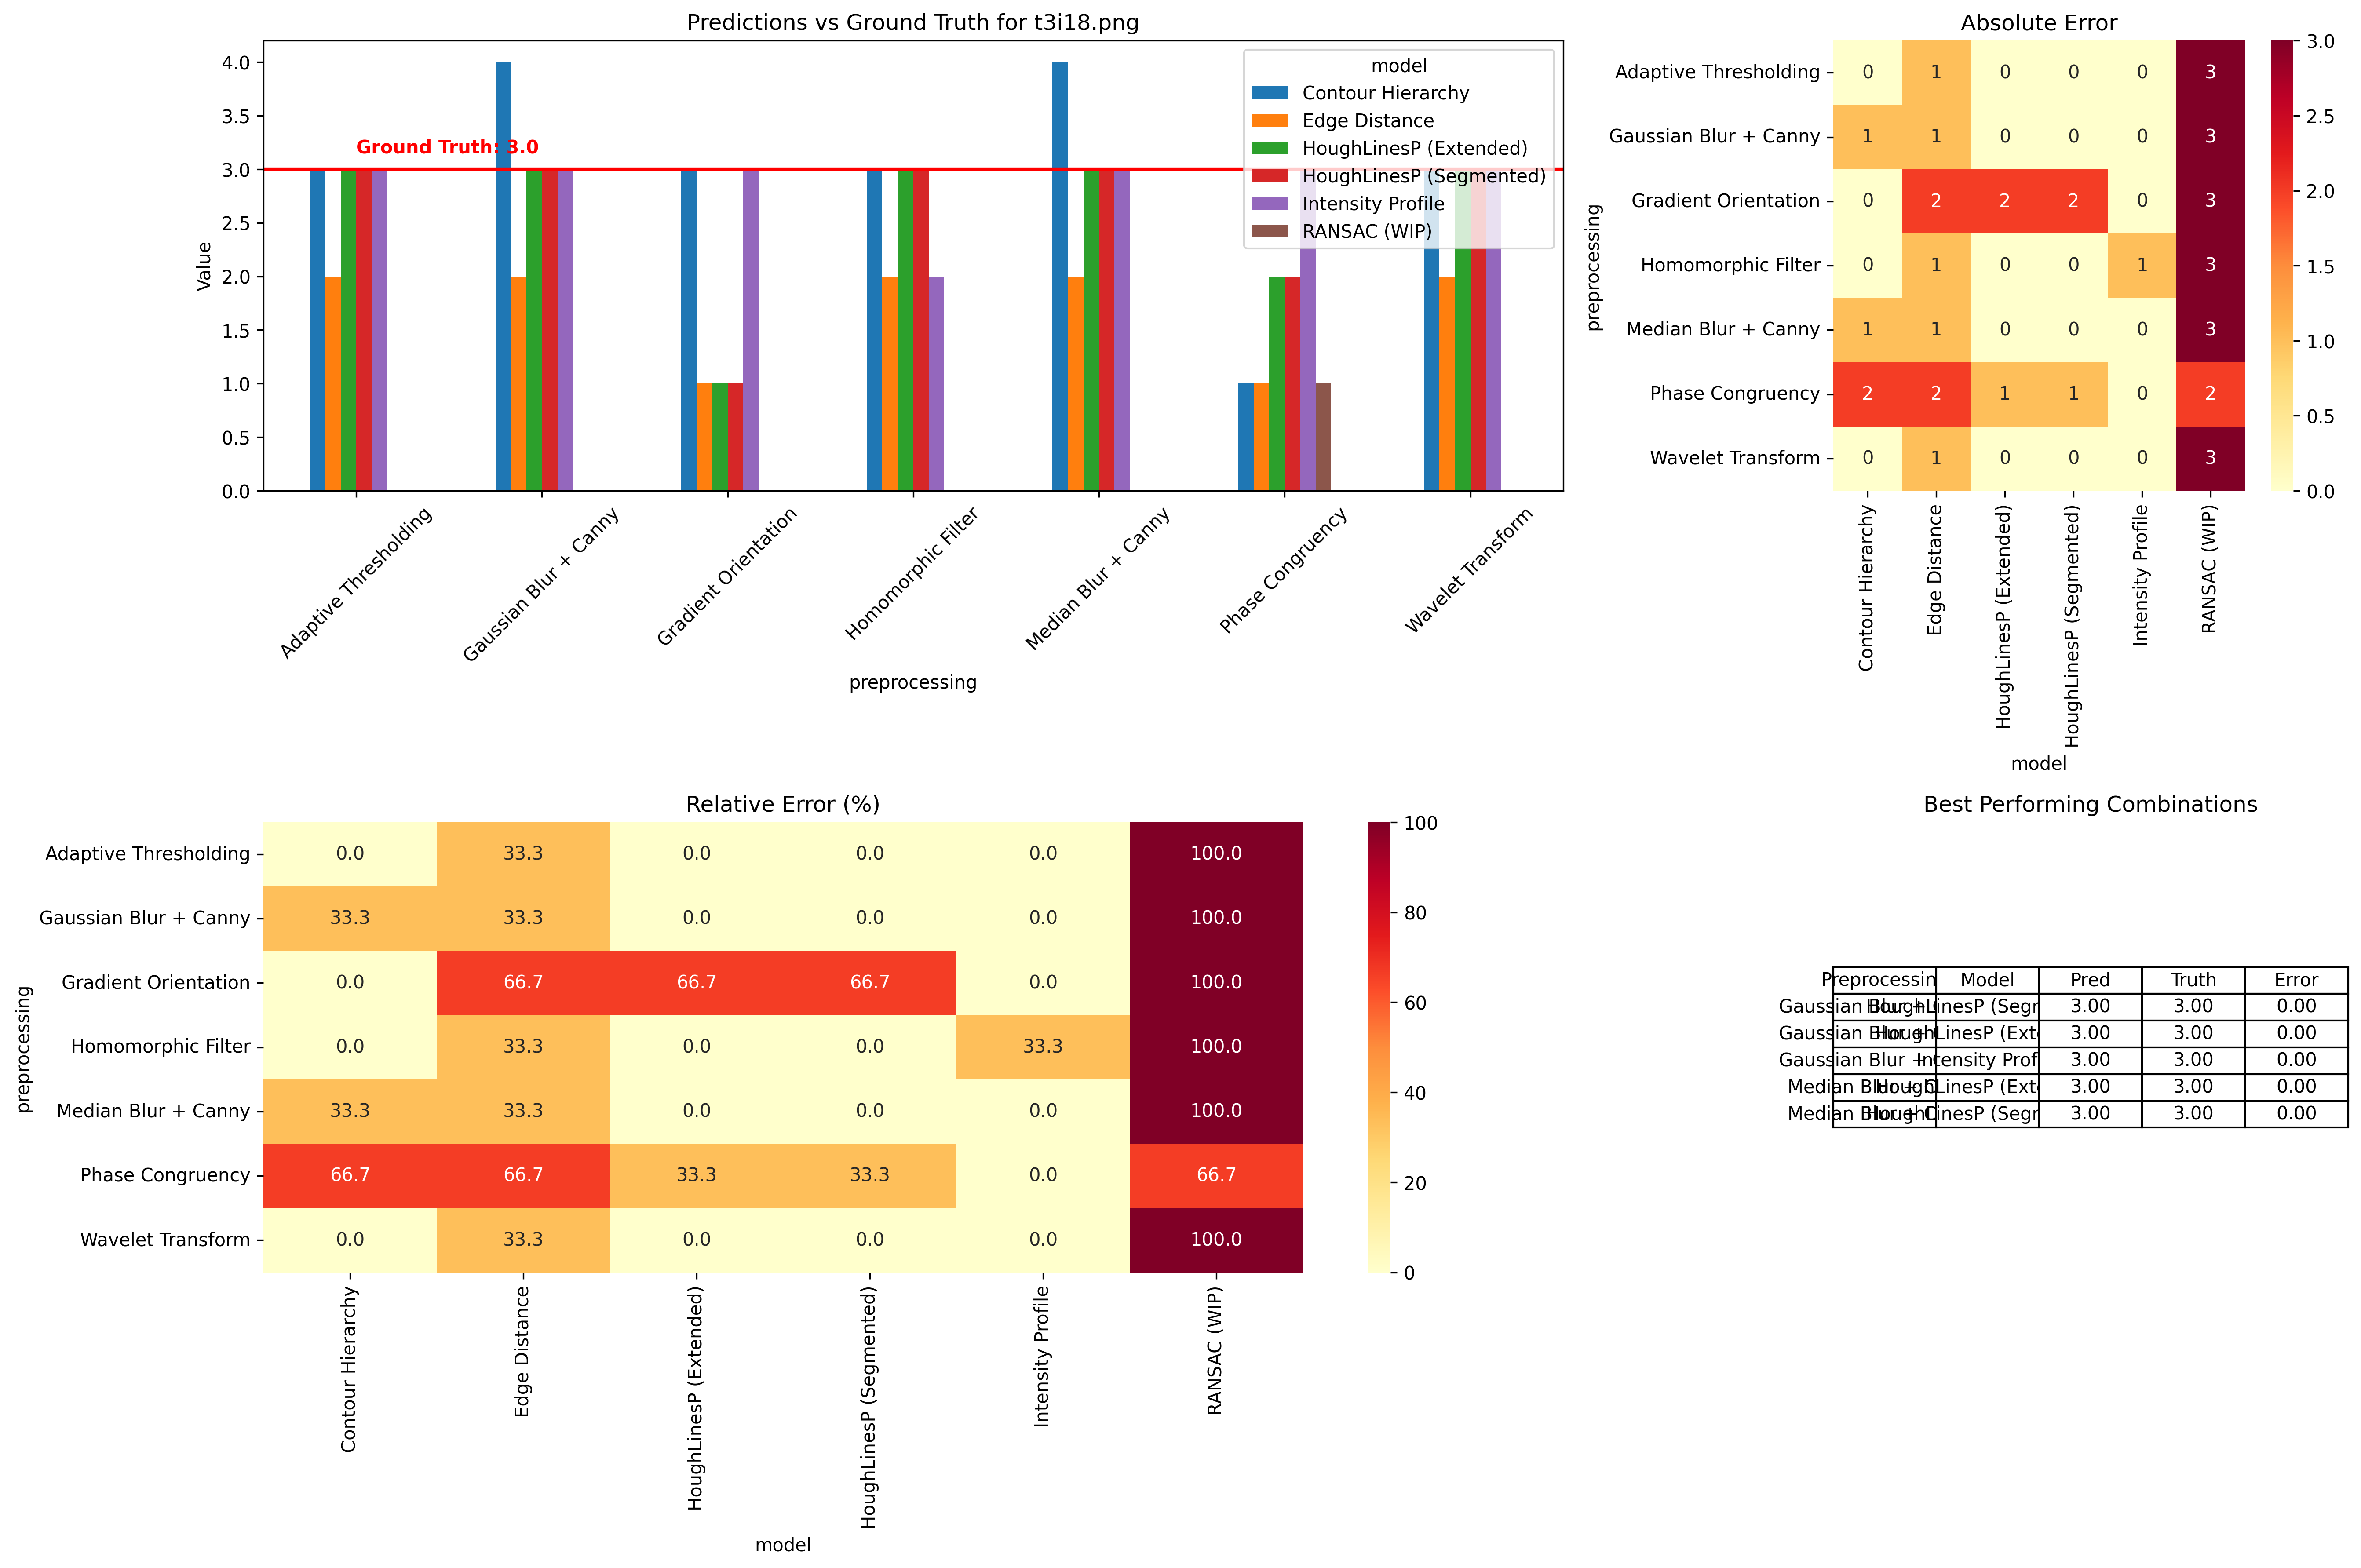 Predictions vs Ground Truth for t3i18.png
Value
4.0
3.5
3.0
2.5
2.0
1.5
1.0
0.5
0.0
Ground Truth: 3.0
model
Contour Hierarchy
Edge Distance
HoughLinesP (Extended)
HoughLinesP (Segmented)
Intensity Profile
RANSAC (WIP)
Adaptive Thresholding
Gaussian Blur + Canny
Gradient Orientation
Homomorphic Filter
Median Blur + Canny
Phase Congruency
Wavelet Transform
preprocessing
Absolute Error
preprocessing
Adaptive Thresholding 0 1 0 0 0 3
Gaussian Blur + Canny 1 1 0 0 0 3
Gradient Orientation 0 2 2 2 0 3
Homomorphic Filter 0 1 0 0 1 3
Median Blur + Canny 1 1 0 0 0 3
Phase Congruency 2 2 1 1 0 2
Wavelet Transform 0 1 0 0 0 3
Contour Hierarchy
Edge Distance
HoughLinesP (Extended)
HoughLinesP (Segmented)
Intensity Profile
RANSAC (WIP)
model
3.0
2.5
2.0
1.5
1.0
0.5
0.0
Relative Error (%)
preprocessing
Adaptive Thresholding 0.0 33.3 0.0 0.0 0.0 100.0
Gaussian Blur + Canny 33.3 33.3 0.0 0.0 0.0 100.0
Gradient Orientation 0.0 66.7 66.7 66.7 0.0 100.0
Homomorphic Filter 0.0 33.3 0.0 0.0 33.3 100.0
Median Blur + Canny 33.3 33.3 0.0 0.0 0.0 100.0
Phase Congruency 66.7 66.7 33.3 33.3 0.0 66.7
Wavelet Transform 0.0 33.3 0.0 0.0 0.0 100.0
Contour Hierarchy
Edge Distance
HoughLinesP (Extended)
HoughLinesP (Segmented)
Intensity Profile
RANSAC (WIP)
model
100
80
60
40
20
0
Best Performing Combinations
Preprocessin Model Pred Truth Error
Gaussian (Segr 3.00 3.00 0.00
Gaussian (Exte 3.00 3.00 0.00
Gaussian Blur Prof 3.00 3.00 0.00
Median (Exte 3.00 3.00 0.00
Median (Segr 3.00 3.00 0.00